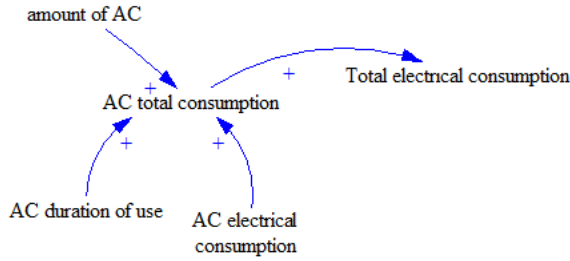 amount of AC
+
Total electrical consumption
+
AC total consumption
+
+
AC duration of use
AC electrical
consumption